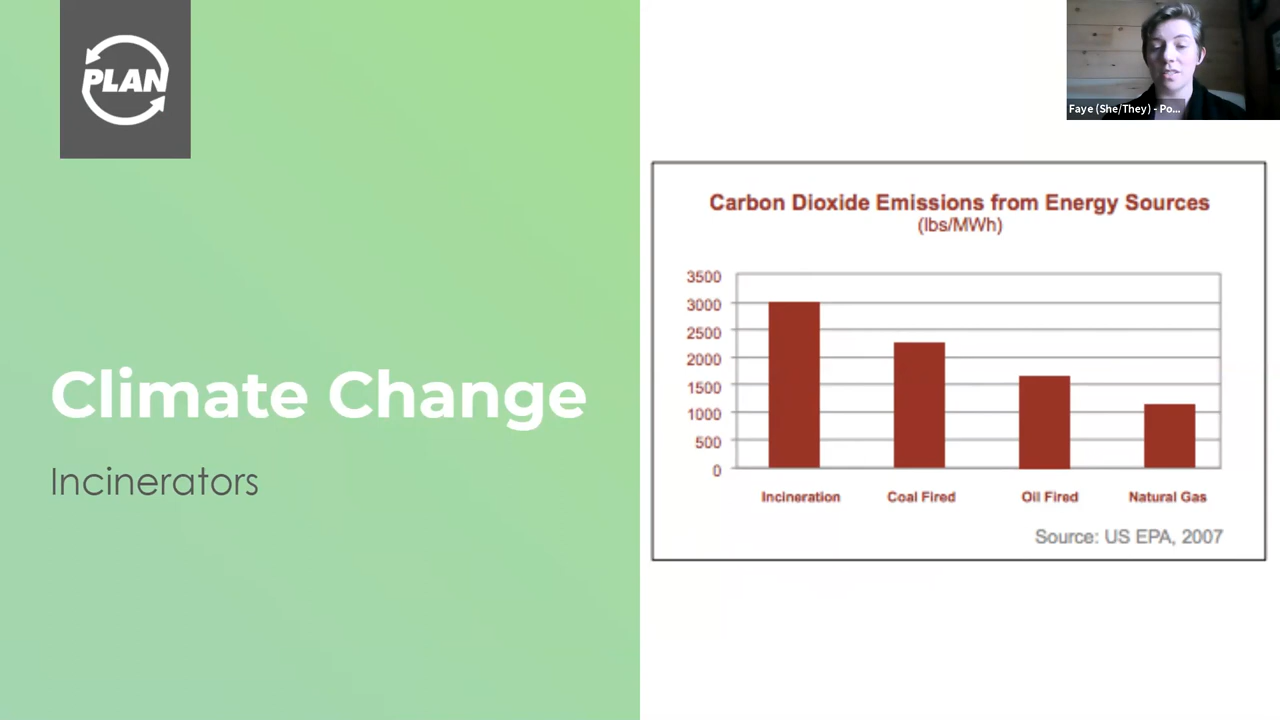 PLAN
Climate Change
Incinerators
Faye (She/They) - Po...
Carbon Dioxide Emissions from Energy Sources
(lbs/MWh)
3500
3000
2500
2000
1500
1000
500
0
Incineration Coal Fired Oil Fired Natural Gas
Source: US EPA, 2007